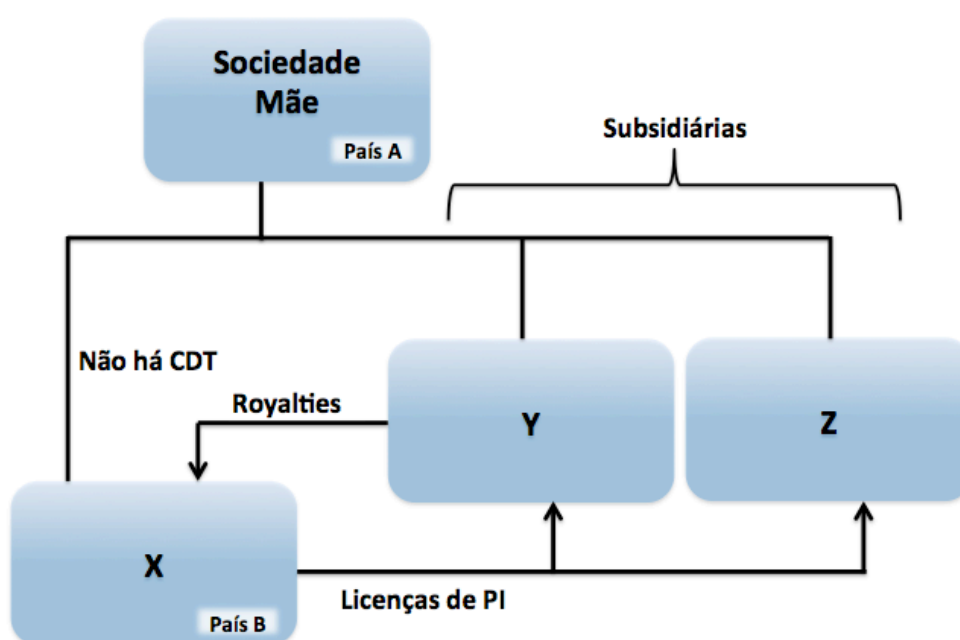 Sociedade
Mãe
País A
Subsidiárias
Não há CDT
Royalties
Y
Z
X
País B
Licenças de PI